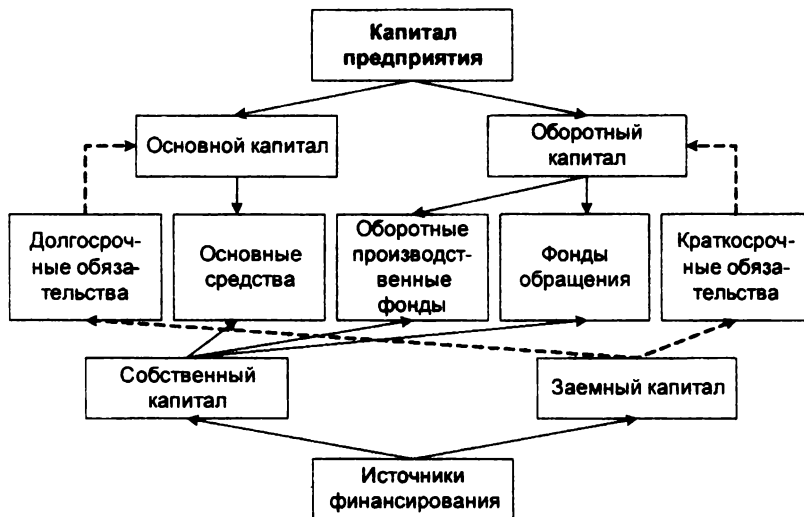 Капитал
предприятия
Основной капитал
Оборотный
капитал
Долгосроч-
ные обяза-
тельства
Основные
средства
Оборотные
производст-
венные
фонды
Фонды
обращения
Краткосроч-
ные обяза-
тельства
Собственный
капитал
Заемный капитал
Источники
финансирования